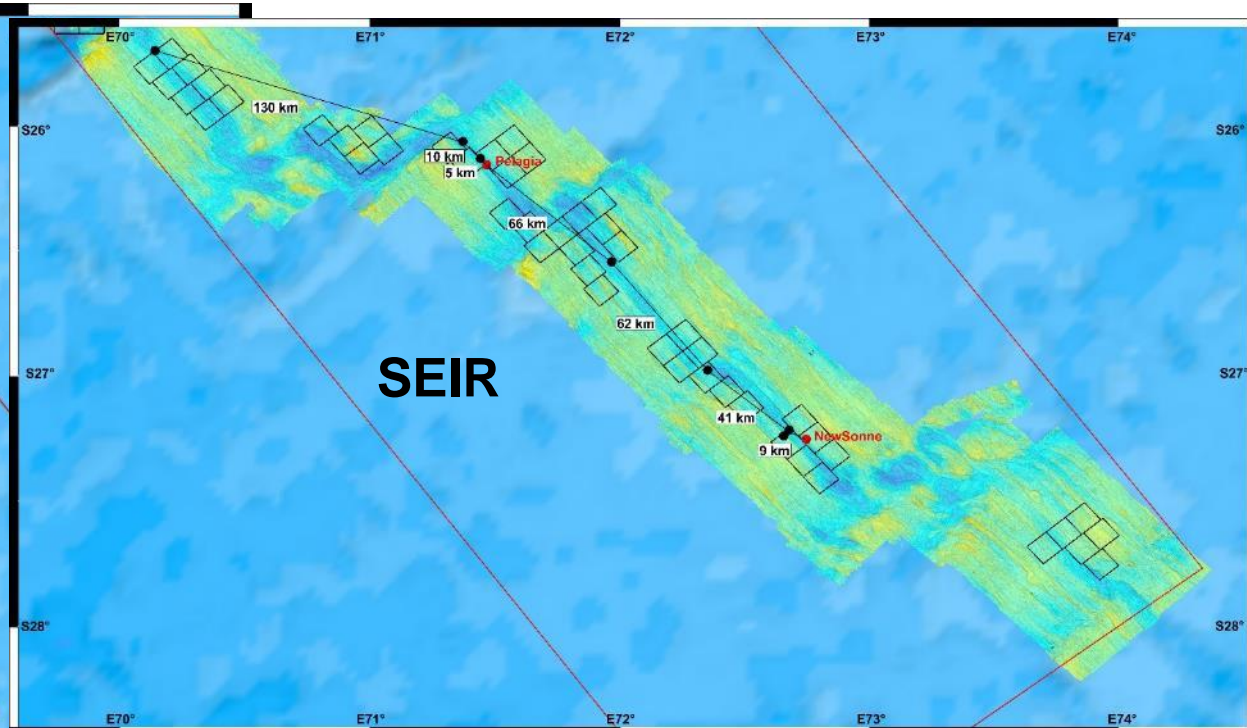 E70° E71° E72° E73° E74°
130 km
S26° S26°
10 km
Pelagia
5 km
66 km
62 km
SEIR
S27° S27°
41 km
NewSonne
9 km
S28° S28°
E70° E71° E72° E73° E74°